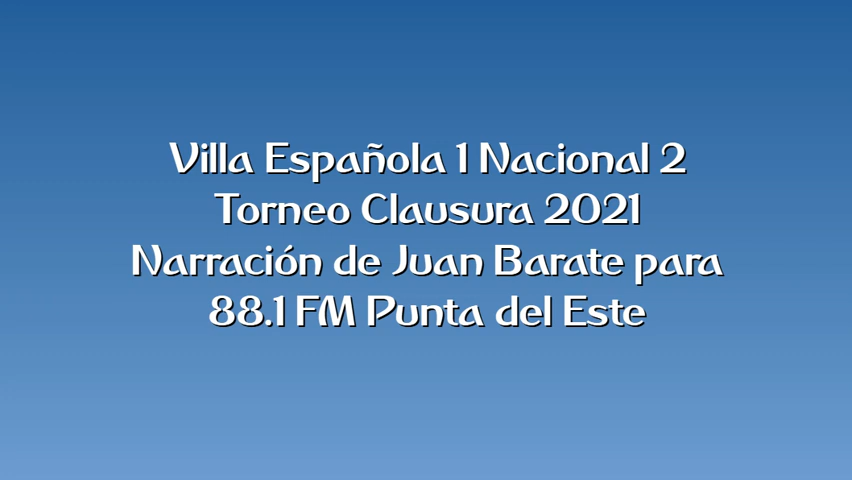 Villa Española 1 Nacional 2
Torneo Clausura 2021
Narración de Juan Barate para
88.1 FM Punta del Este